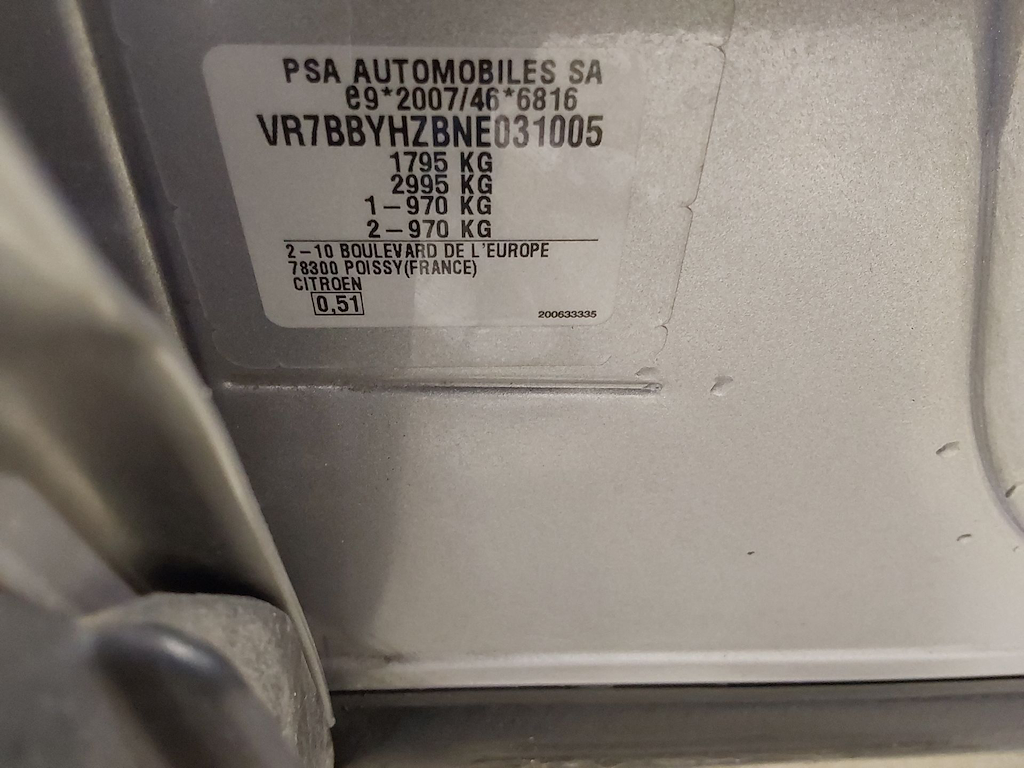 PSA AUTOMOBILES SA
e9*2007/46*6816
VR7BBYHZBNE031005
1795 KG
2995 KG
1-970 KG
2-970 KG
2-10 BOULEVARD DE L'EUROPE
78300 POISSY(FRANCE)
CITROEN
0,51
200633335